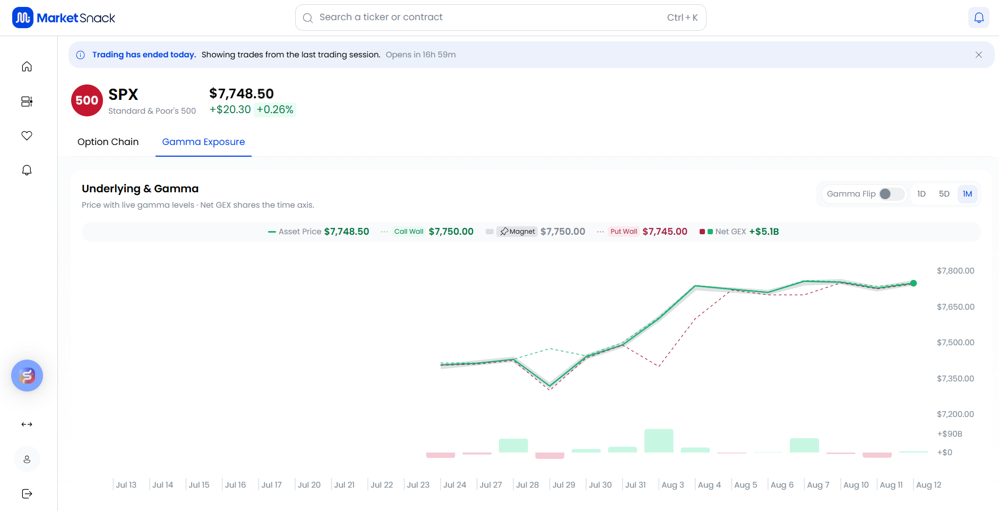 MarketSnack
Search a ticker or contract
Ctrl + K
Trading has ended today. Showing trades from the last trading session. Opens in 16h 59m
500
SPX
Standard & Poor's 500
$7,748.50
+$20.30 +0.26%
Option Chain
Gamma Exposure
Underlying & Gamma
Price with live gamma levels · Net GEX shares the time axis.
Gamma Flip
1D
5D
1M
Asset Price $7,748.50
Call Wall $7,750.00
Magnet $7,750.00
Put Wall $7,745.00
Net GEX +$5.1B
$7,800.00
$7,650.00
$7,500.00
$7,350.00
$7,200.00
+$90B
+$0
Jul 13
Jul 14
Jul 15
Jul 16
Jul 17
Jul 20
Jul 21
Jul 22
Jul 23
Jul 24
Jul 27
Jul 28
Jul 29
Jul 30
Jul 31
Aug 3
Aug 4
Aug 5
Aug 6
Aug 7
Aug 10
Aug 11
Aug 12